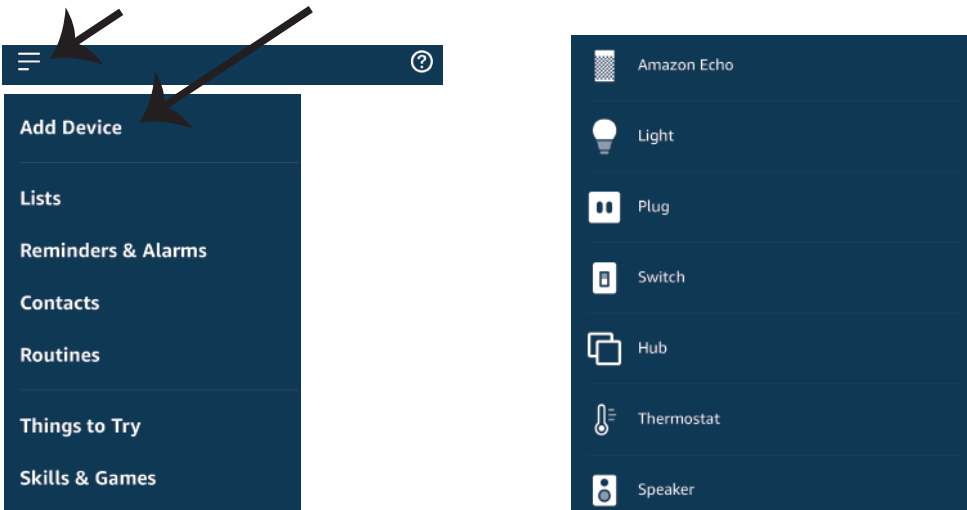 Add Device
Lists
Reminders & Alarms
Contacts
Routines
Things to Try
Skills & Games
Amazon Echo
Light
Plug
Switch
Hub
Thermostat
Speaker